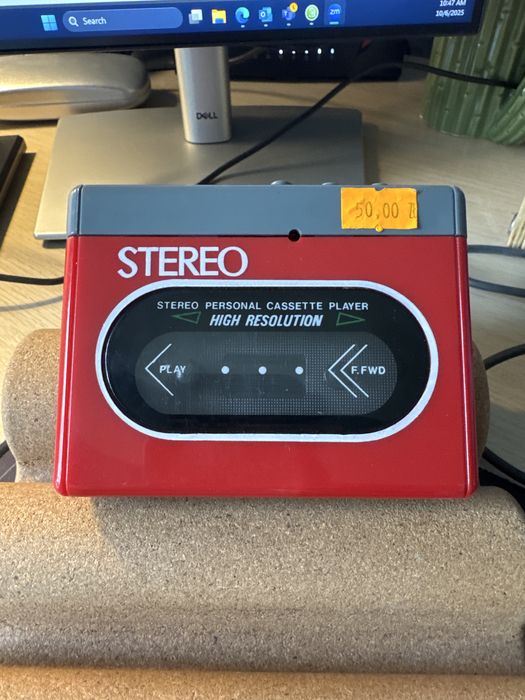 Search
zm
10:47 AM
10/6/2025
DELL
50,00 zł
STEREO
STEREO PERSONAL CASSETTE PLAYER
HIGH RESOLUTION
PLAY
F.FWD